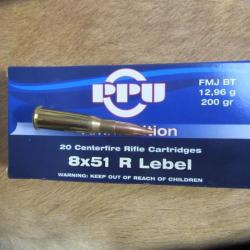 FMJ BT
12,96 g
200 gr
PPU
20 Centerfire Rifle Cartridges
8x51 R Lebel
WARNING: KEEP OUT OF REACH OF CHILDREN